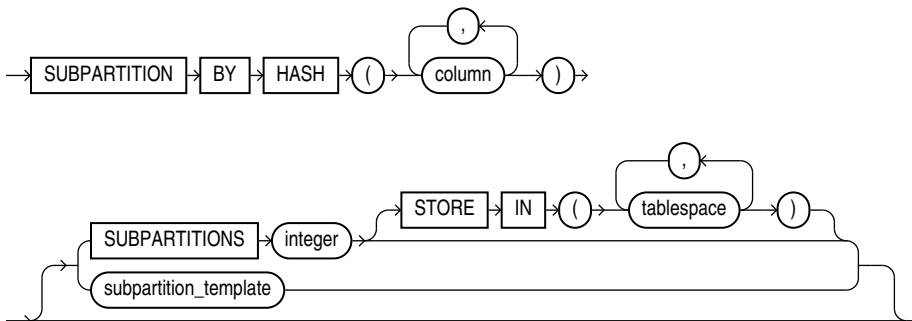 ,
SUBPARTITION BY HASH ( column )
,
STORE IN ( tablespace )
SUBPARTITIONS integer
subpartition_template